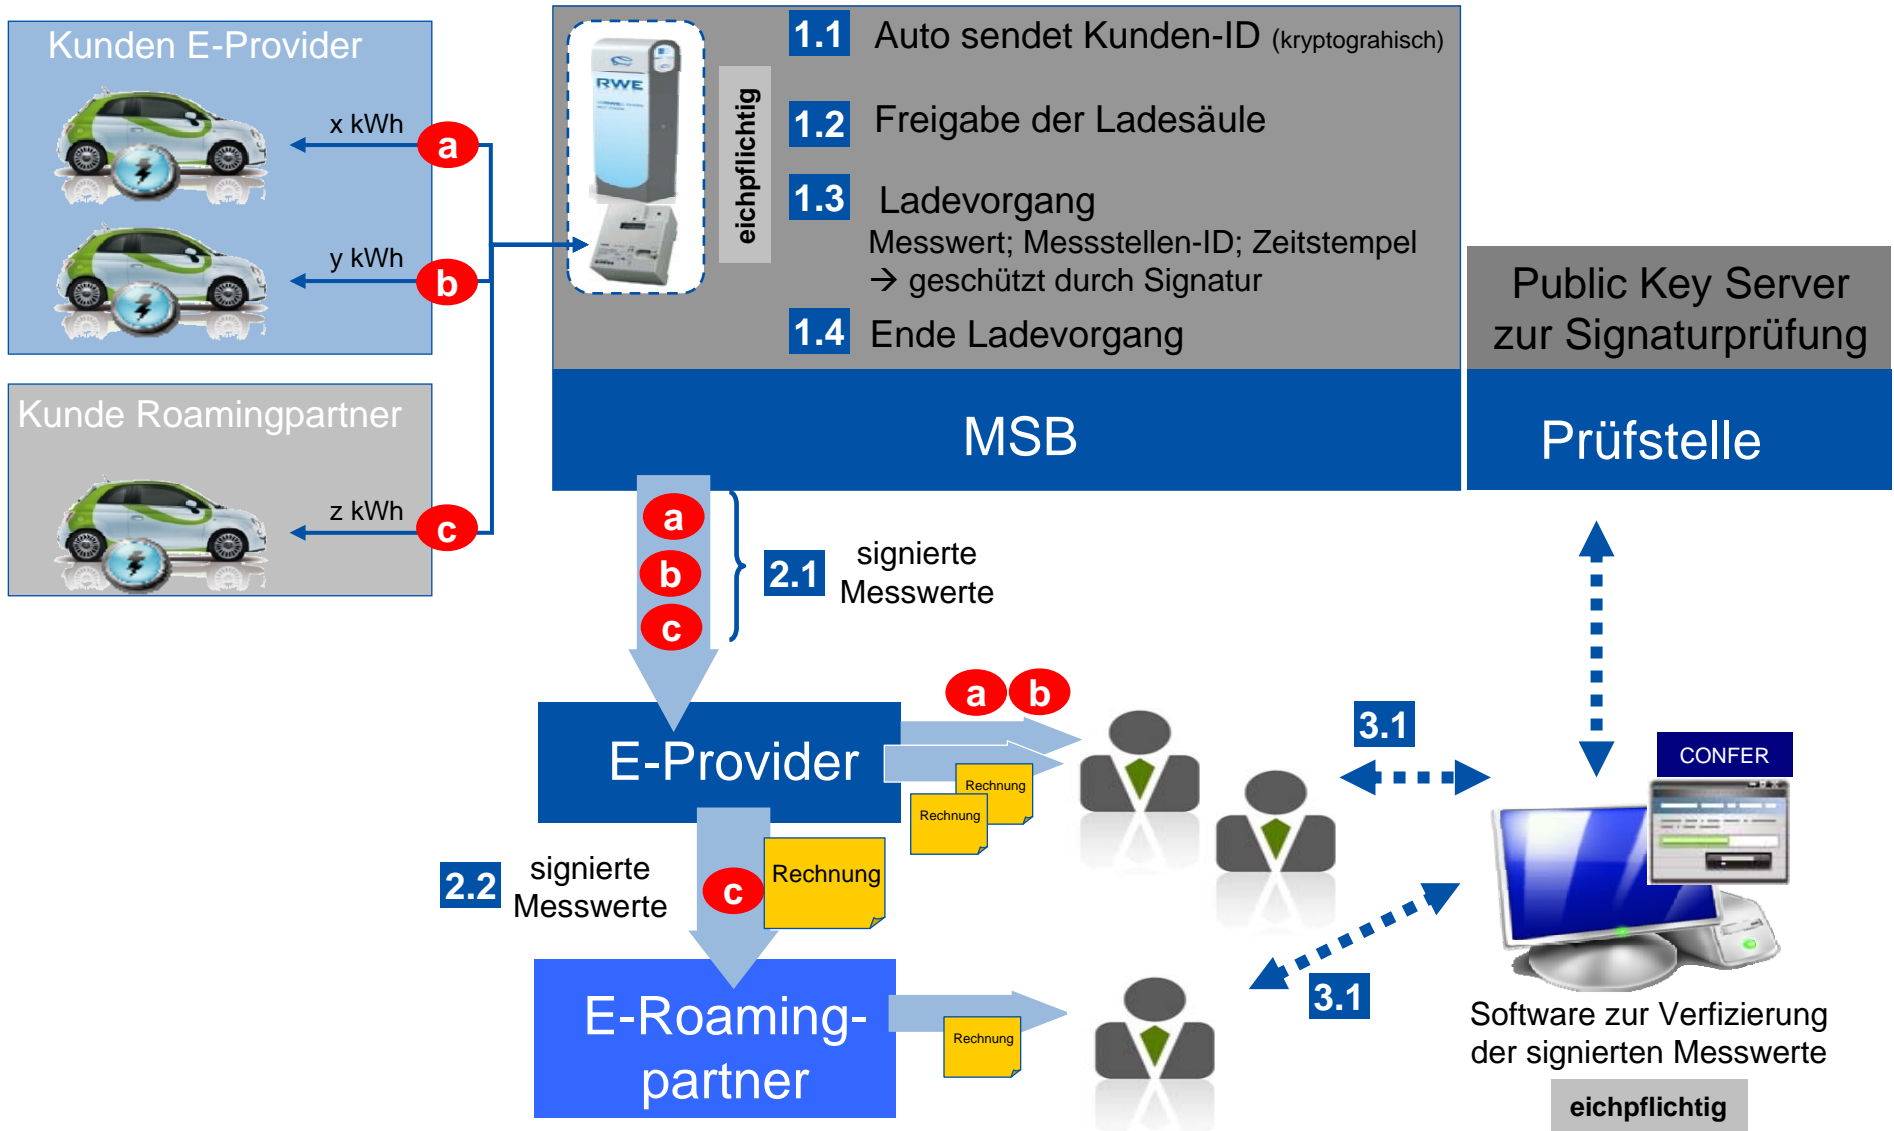 Kunden E-Provider
x kWh
a
y kWh
b
Kunde Roamingpartner
z kWh
c
RWE
eichpflichtig
1.1 Auto sendet Kunden-ID (kryptograhisch)
1.2 Freigabe der Ladesäule
1.3 Ladevorgang
Messwert; Messstellen-ID; Zeitstempel
→ geschützt durch Signatur
1.4 Ende Ladevorgang
MSB
Public Key Server
zur Signaturprüfung
Prüfstelle
a
b
c
2.1
signierte
Messwerte
E-Provider
a b
Rechnung
Rechnung
2.2
signierte
Messwerte
c
Rechnung
E-Roaming-
partner
Rechnung
3.1
3.1
CONFER
Software zur Verfizierung
der signierten Messwerte
eichpflichtig